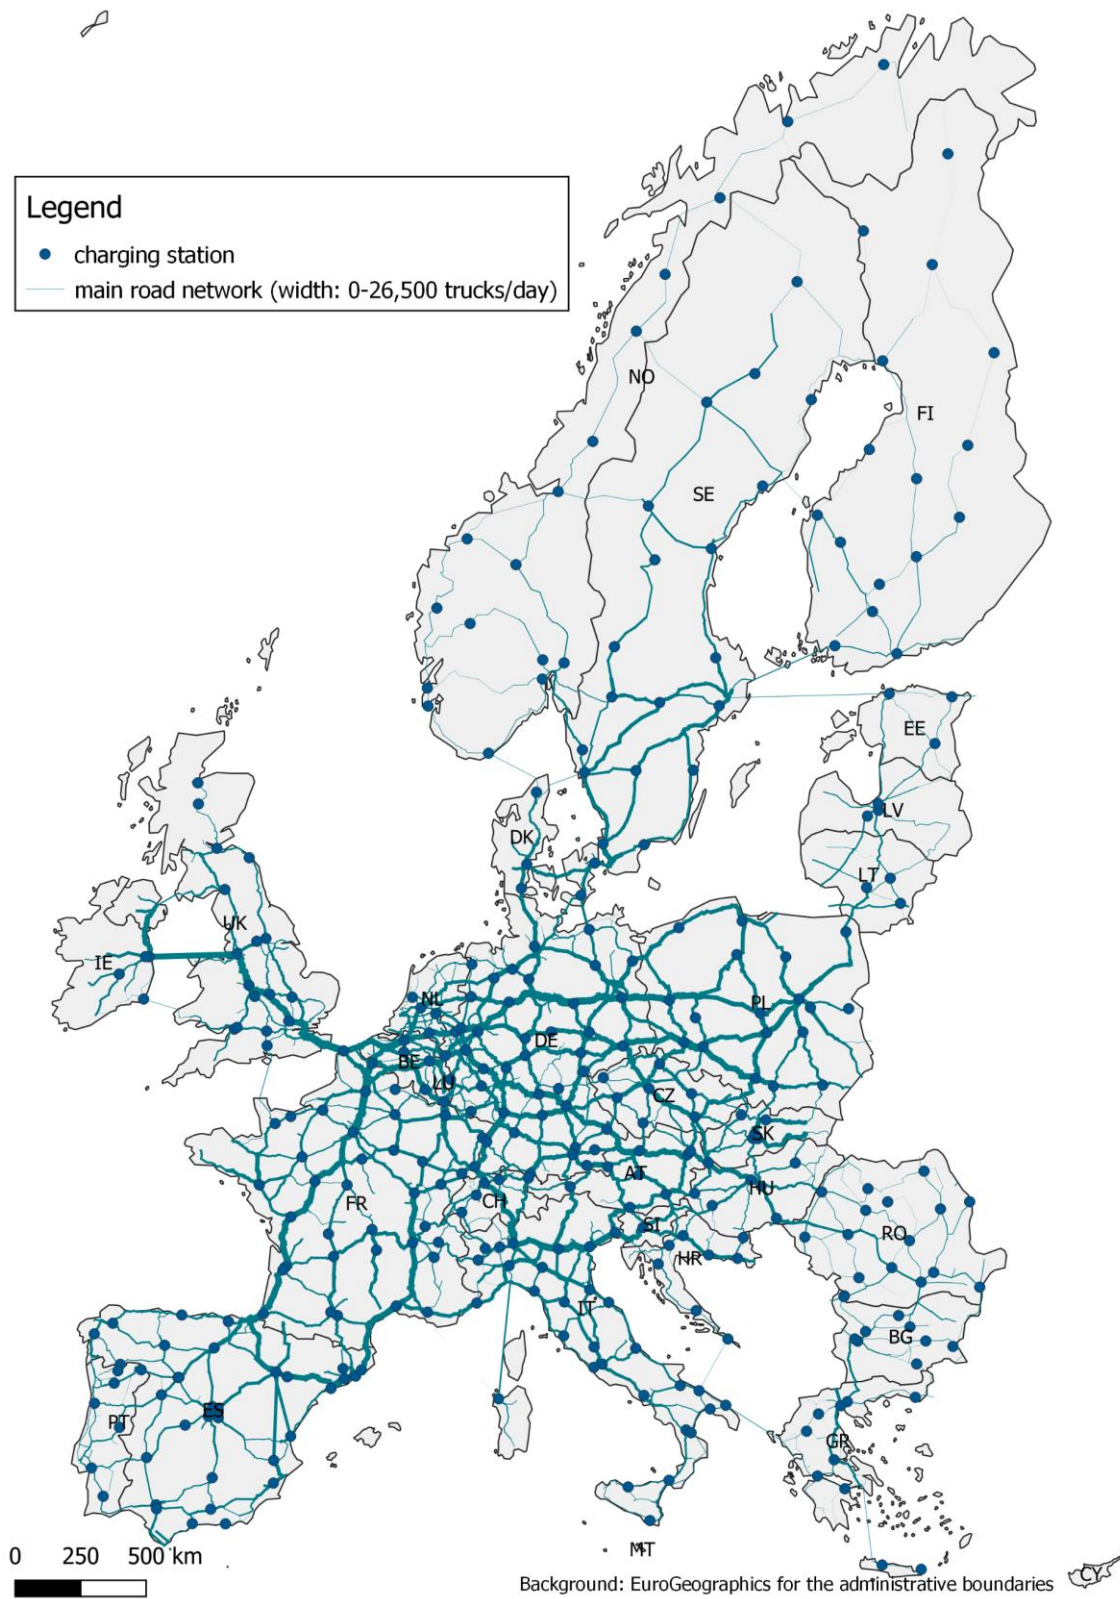 Legend
charging station
main road network (width: 0-26,500 trucks/day)
NO
FI
SE
EE
LV
DK
LT
UK
IE
NL
PL
DE
BE
LU
CZ
SK
AT
HU
FR
CH
SI
RO
HR
IT
BG
ES
PT
GR
MT
0 250 500 km
Background: EuroGeographics for the administrative boundaries
CY